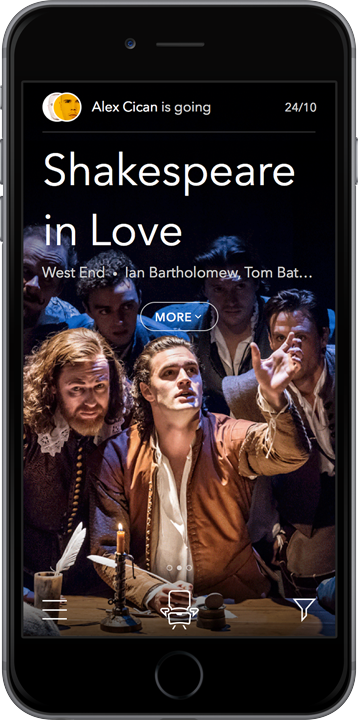 Alex Cican is going
24/10
Shakespeare
in Love
West End • Ian Bartholomew, Tom Bat...
MORE